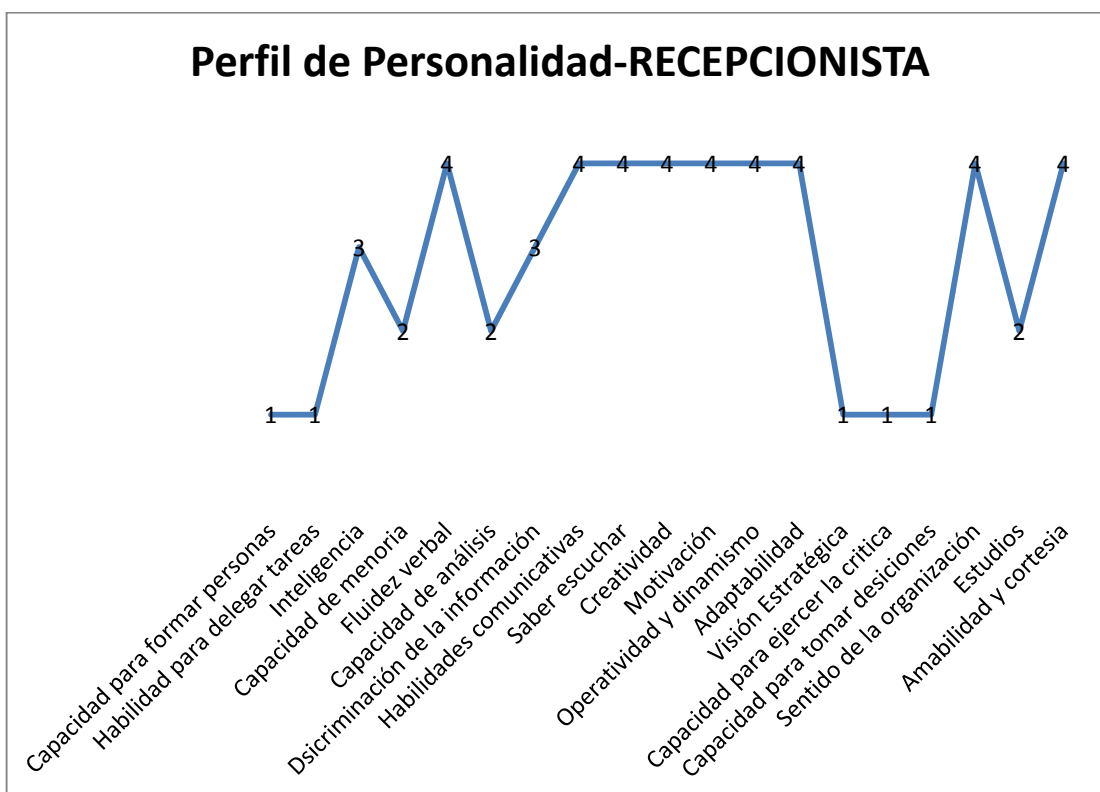 Perfil de Personalidad-RECEPCIONISTA
1
1
3
2
4
2
3
4
4
4
4
4
4
1
1
1
4
2
4
Capacidad para formar personas
Habilidad para delegar tareas
Inteligencia
Capacidad de menoria
Fluidez verbal
Capacidad de análisis
Dsicriminación de la información
Habilidades comunicativas
Saber escuchar
Creatividad
Motivación
Operatividad y dinamismo
Adaptabilidad
Visión Estratégica
Capacidad para ejercer la critica
Capacidad para tomar desiciones
Sentido de la organización
Estudios
Amabilidad y cortesia